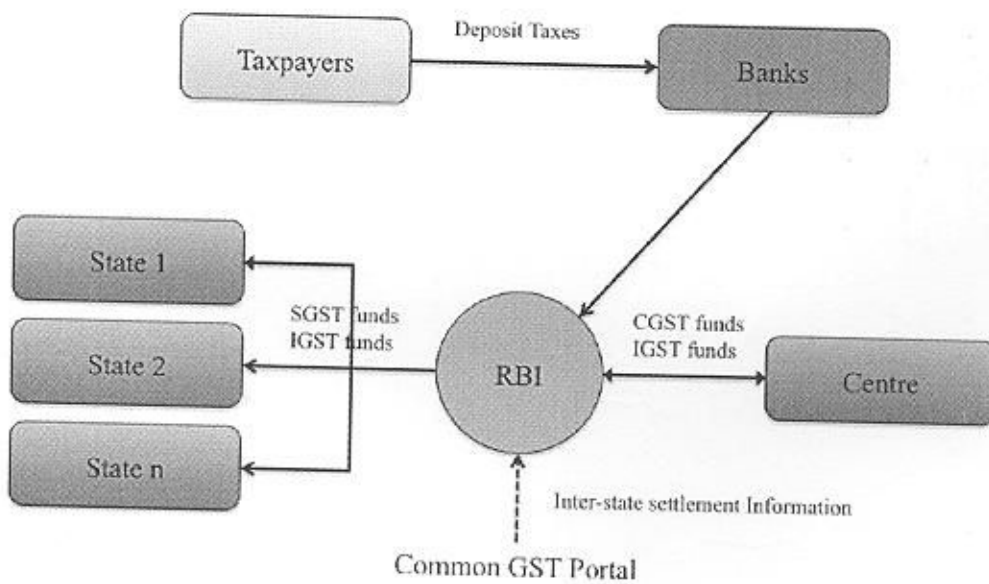 Deposit Taxes
Taxpayers
Banks
State 1
State 2
State n
SGST funds
IGST funds
RBI
CGST funds
IGST funds
Centre
Inter-state settlement Information
Common GST Portal